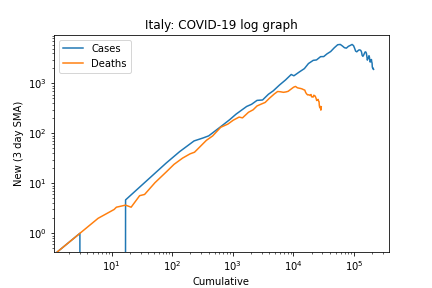 Italy: COVID-19 log graph
Cases
Deaths
New (3 day SMA)
10³
10²
10¹
10⁰
10¹
10²
10³
10⁴
10⁵
Cumulative